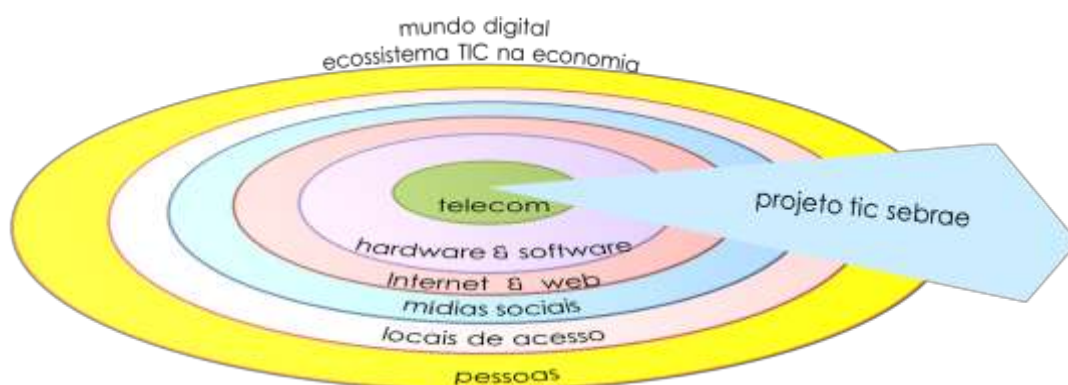 mundo digital
ecossistema TIC na economia
projeto tic sebrae
telecom
hardware & software
Internet & web
mídias sociais
locais de acesso
pessoas